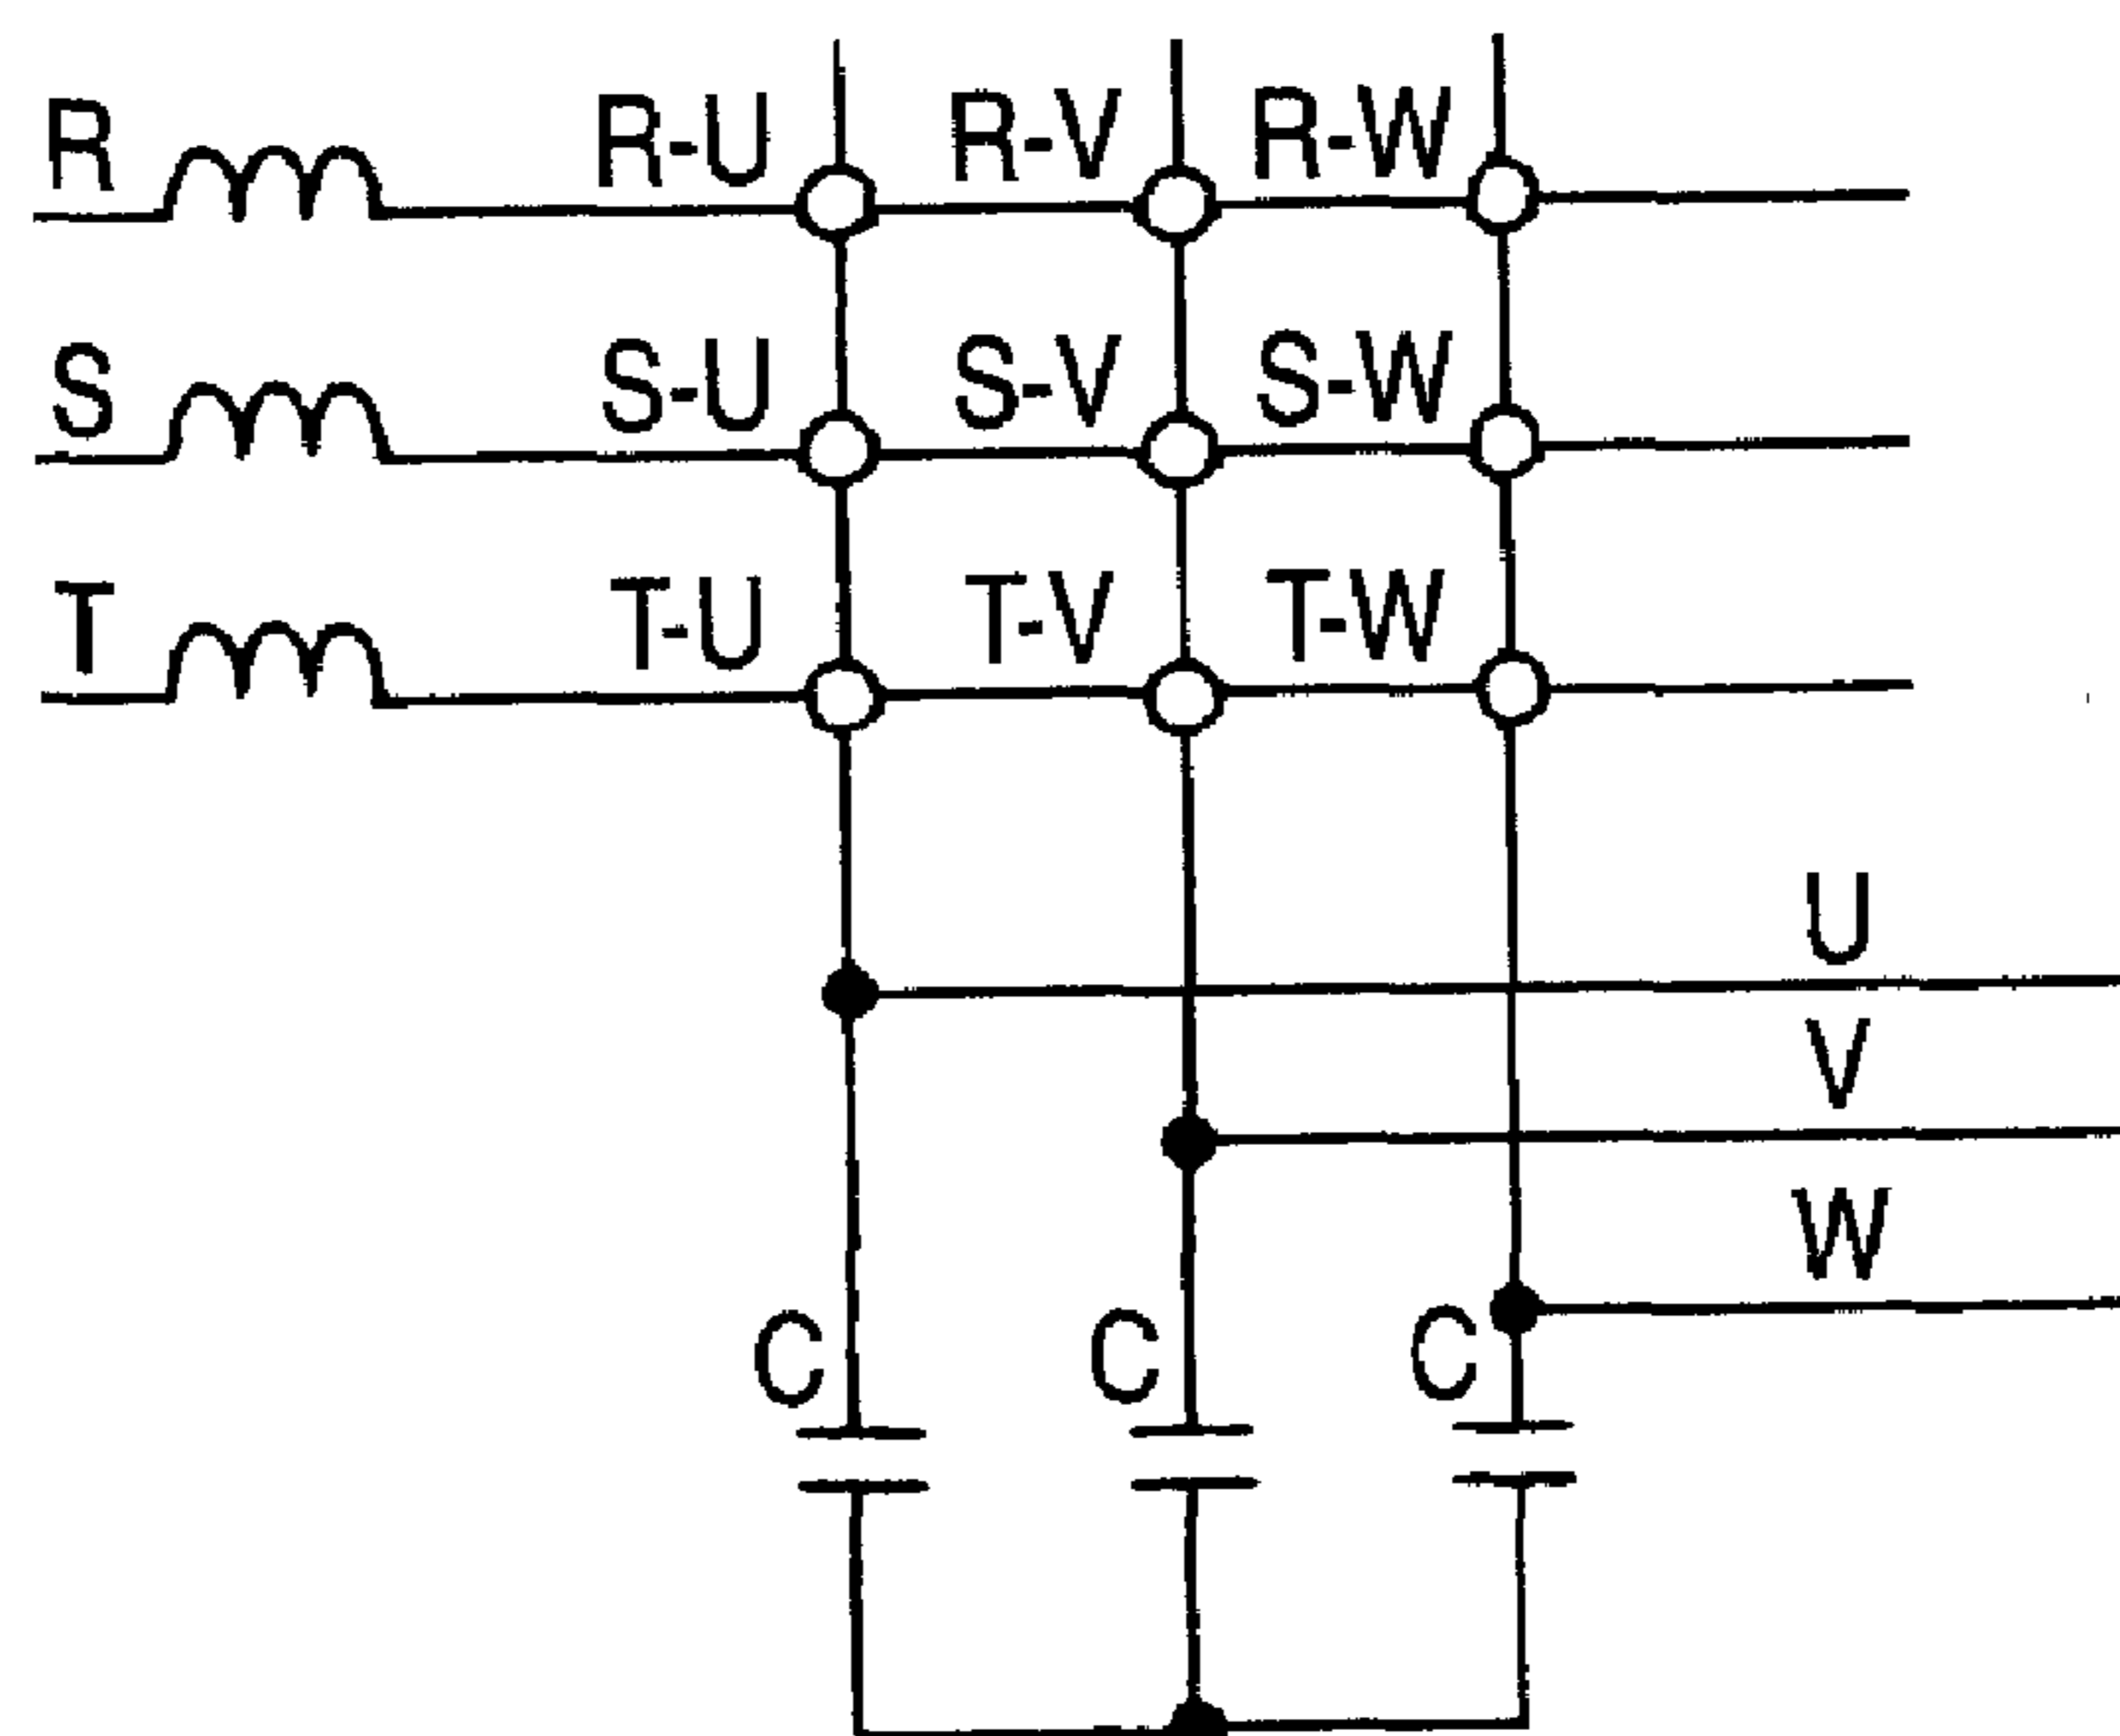 R R-U R-V R-W
S S-U S-V S-W
T T-U T-V T-W
U
V
W
C C C